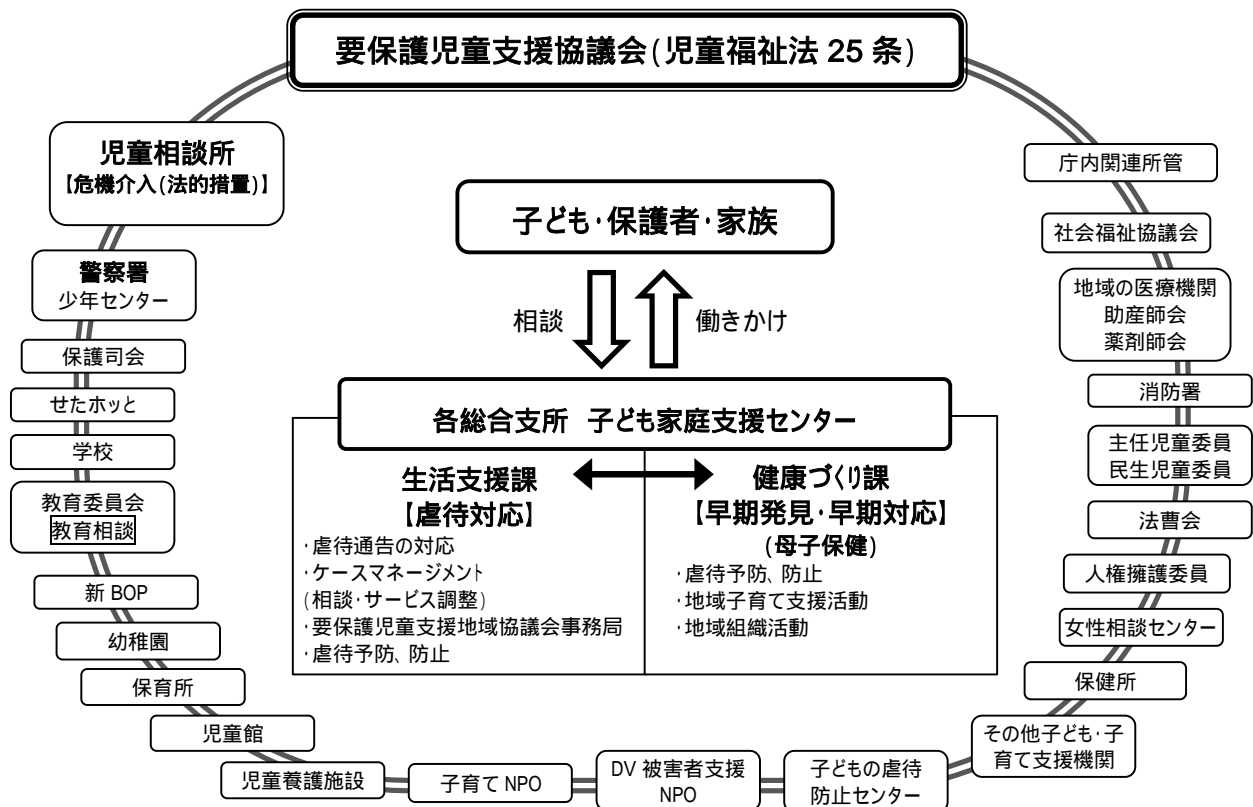 要保護児童支援協議会(児童福祉法 25 条)
児童相談所
【危機介入(法的措置)】
警察署
少年センター
保護司会
せたホッと
学校
教育委員会
教育相談
新 BOP
幼稚園
保育所
児童館
児童養護施設
子育て NPO
DV 被害者支援
NPO
子どもの虐待
防止センター
その他子ども・子
育て支援機関
保健所
女性相談センター
人権擁護委員
法曹会
主任児童委員
民生児童委員
消防署
地域の医療機関
助産師会
薬剤師会
社会福祉協議会
庁内関連所管
子ども・保護者・家族
相談
働きかけ
各総合支所 子ども家庭支援センター
生活支援課
【虐待対応】
・虐待通告の対応
・ケースマネージメント
(相談・サービス調整)
・要保護児童支援地域協議会事務局
・虐待予防、防止
健康づくり課
【早期発見・早期対応】
(母子保健)
・虐待予防、防止
・地域子育て支援活動
・地域組織活動